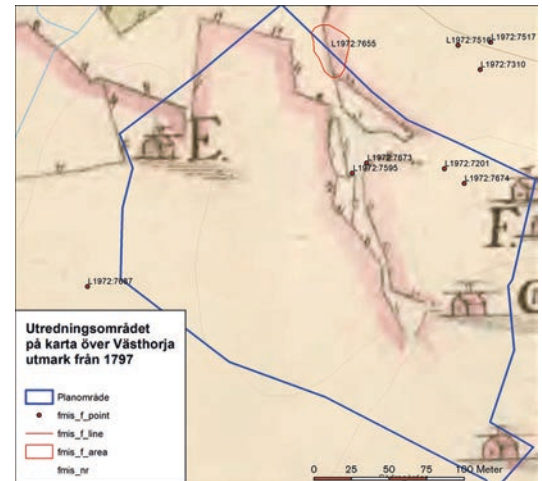 L1972:7655
L1972:7516
L1972:7517
L1972:7310
E.
L1972:7673
L1972:7595
L1972:7201
L1972:7674
F.
L1972:7687
Utredningsområdet
på karta över Västhorja
utmark från 1797
Planområde
fmis_f_point
fmis_f_line
fmis_f_area
fmis_nr
0 25 50 75 100 Meter